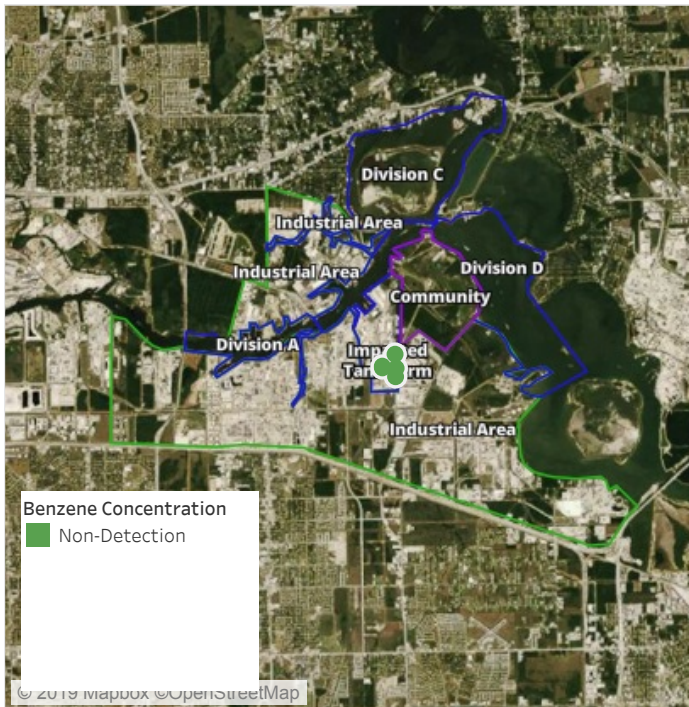 Division C
Industrial Area
Industrial Area
Division D
Community
Division A
Industrial Area
Benzene Concentration
Non-Detection
© 2019 Mapbox ©OpenStreetMap